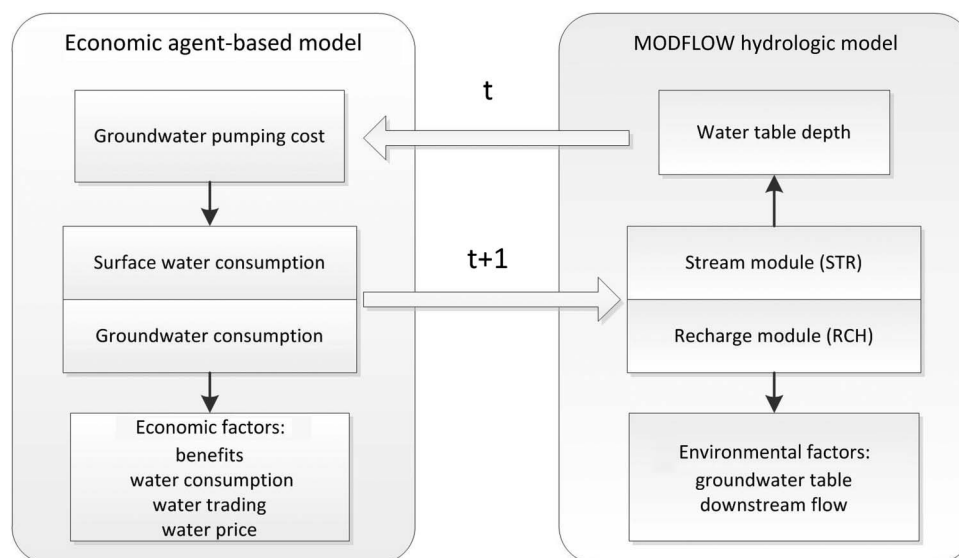 Economic agent-based model
Groundwater pumping cost
Surface water consumption
Groundwater consumption
Economic factors:
benefits
water consumption
water trading
water price
t
t+1
MODFLOW hydrologic model
Water table depth
Stream module (STR)
Recharge module (RCH)
Environmental factors:
groundwater table
downstream flow